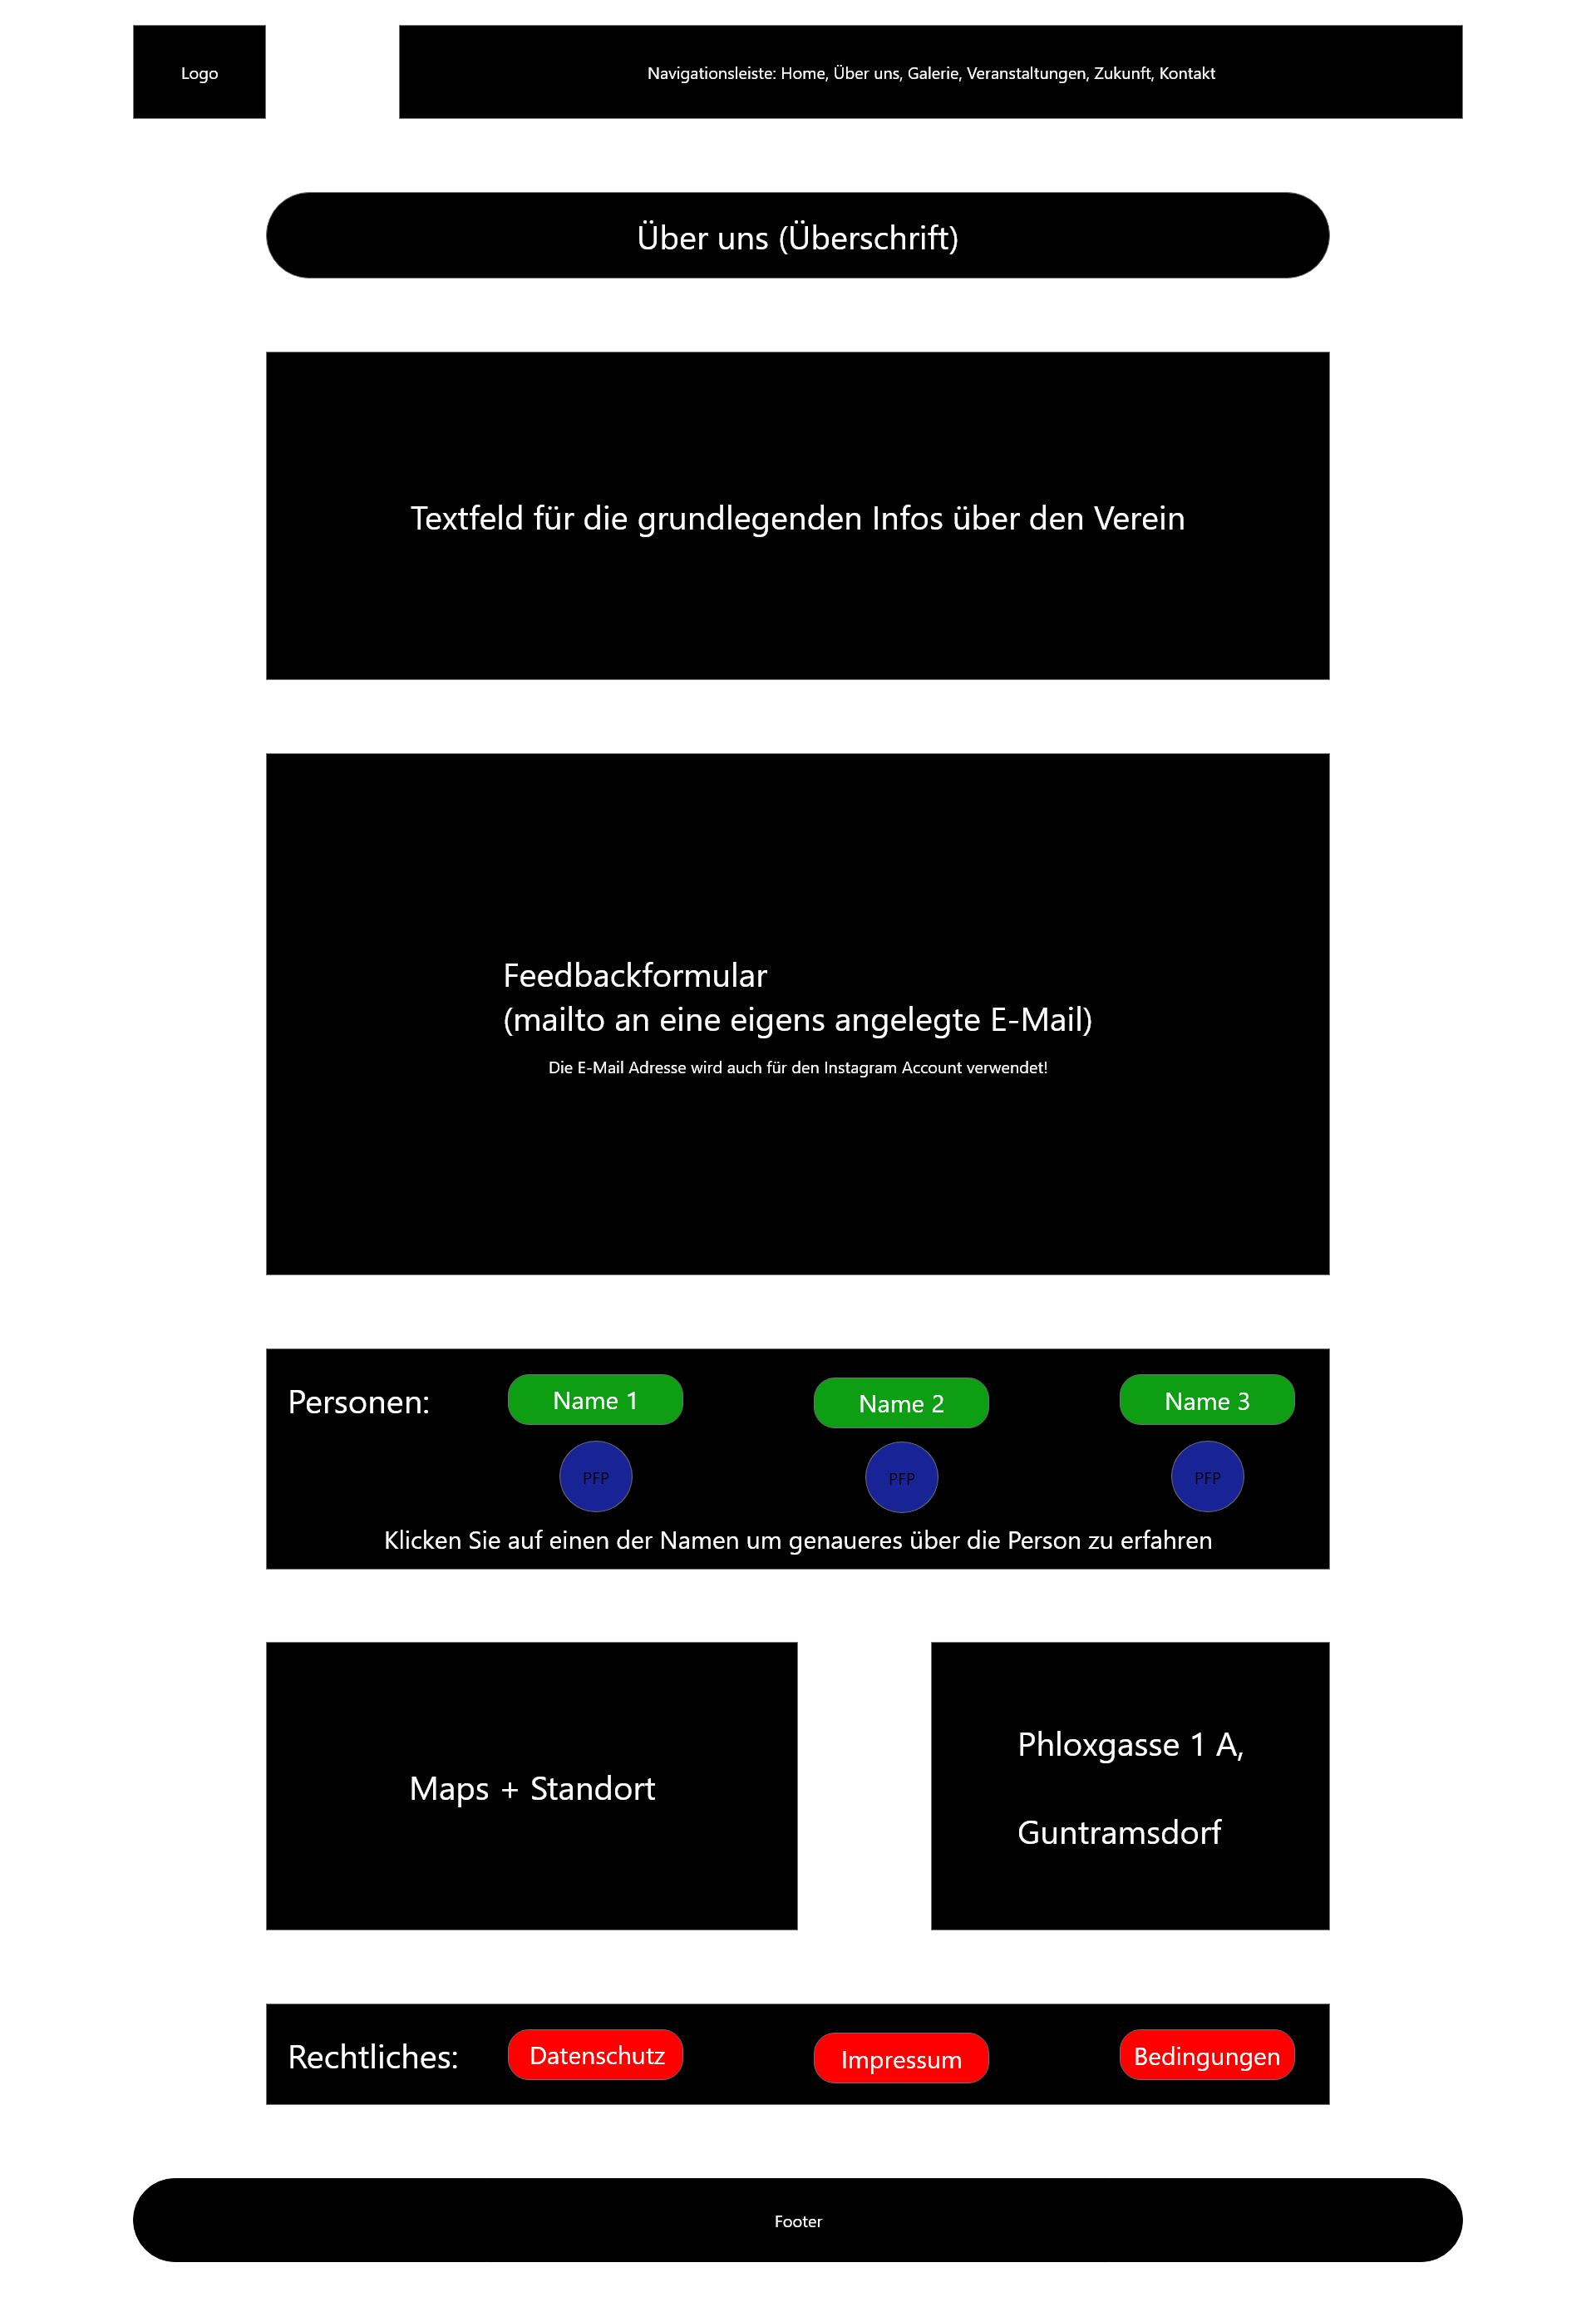 Logo
Navigationsleiste: Home, Über uns, Galerie, Veranstaltungen, Zukunft, Kontakt
Über uns (Überschrift)
Textfeld für die grundlegenden Infos über den Verein
Feedbackformular
(mailto an eine eigens angelegte E-Mail)
Die E-Mail Adresse wird auch für den Instagram Account verwendet!
Personen:
Name 1
Name 2
Name 3
PFP
PFP
PFP
Klicken Sie auf einen der Namen um genaueres über die Person zu erfahren
Maps + Standort
Phloxgasse 1 A,
Guntramsdorf
Rechtliches:
Datenschutz
Impressum
Bedingungen
Footer